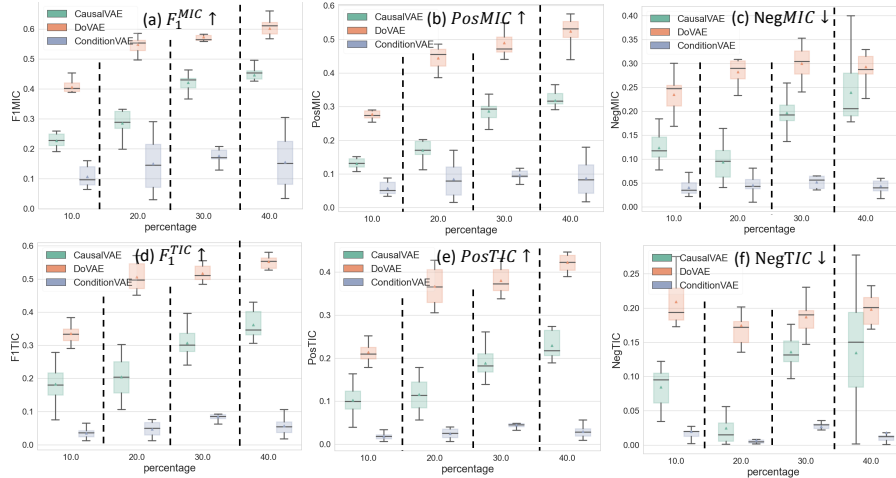 (a) F₁ᴹᴵᶜ ↑
CausalVAE
DoVAE
ConditionVAE
F1MIC
0.6
0.5
0.4
0.3
0.2
0.1
0.0
10.0 20.0 30.0 40.0
percentage
(b) PosMIC ↑
CausalVAE
DoVAE
ConditionVAE
PosMIC
0.6
0.5
0.4
0.3
0.2
0.1
0.0
10.0 20.0 30.0 40.0
percentage
(c) NegMIC ↓
CausalVAE
DoVAE
ConditionVAE
NegMIC
0.40
0.35
0.30
0.25
0.20
0.15
0.10
0.05
0.00
10.0 20.0 30.0 40.0
percentage
(d) F₁ᵀᴵᶜ ↑
CausalVAE
DoVAE
ConditionVAE
F1TIC
0.6
0.5
0.4
0.3
0.2
0.1
0.0
10.0 20.0 30.0 40.0
percentage
(e) PosTIC ↑
CausalVAE
DoVAE
ConditionVAE
PosTIC
0.4
0.3
0.2
0.1
0.0
10.0 20.0 30.0 40.0
percentage
(f) NegTIC ↓
CausalVAE
DoVAE
ConditionVAE
NegTIC
0.25
0.20
0.15
0.10
0.05
0.00
10.0 20.0 30.0 40.0
percentage